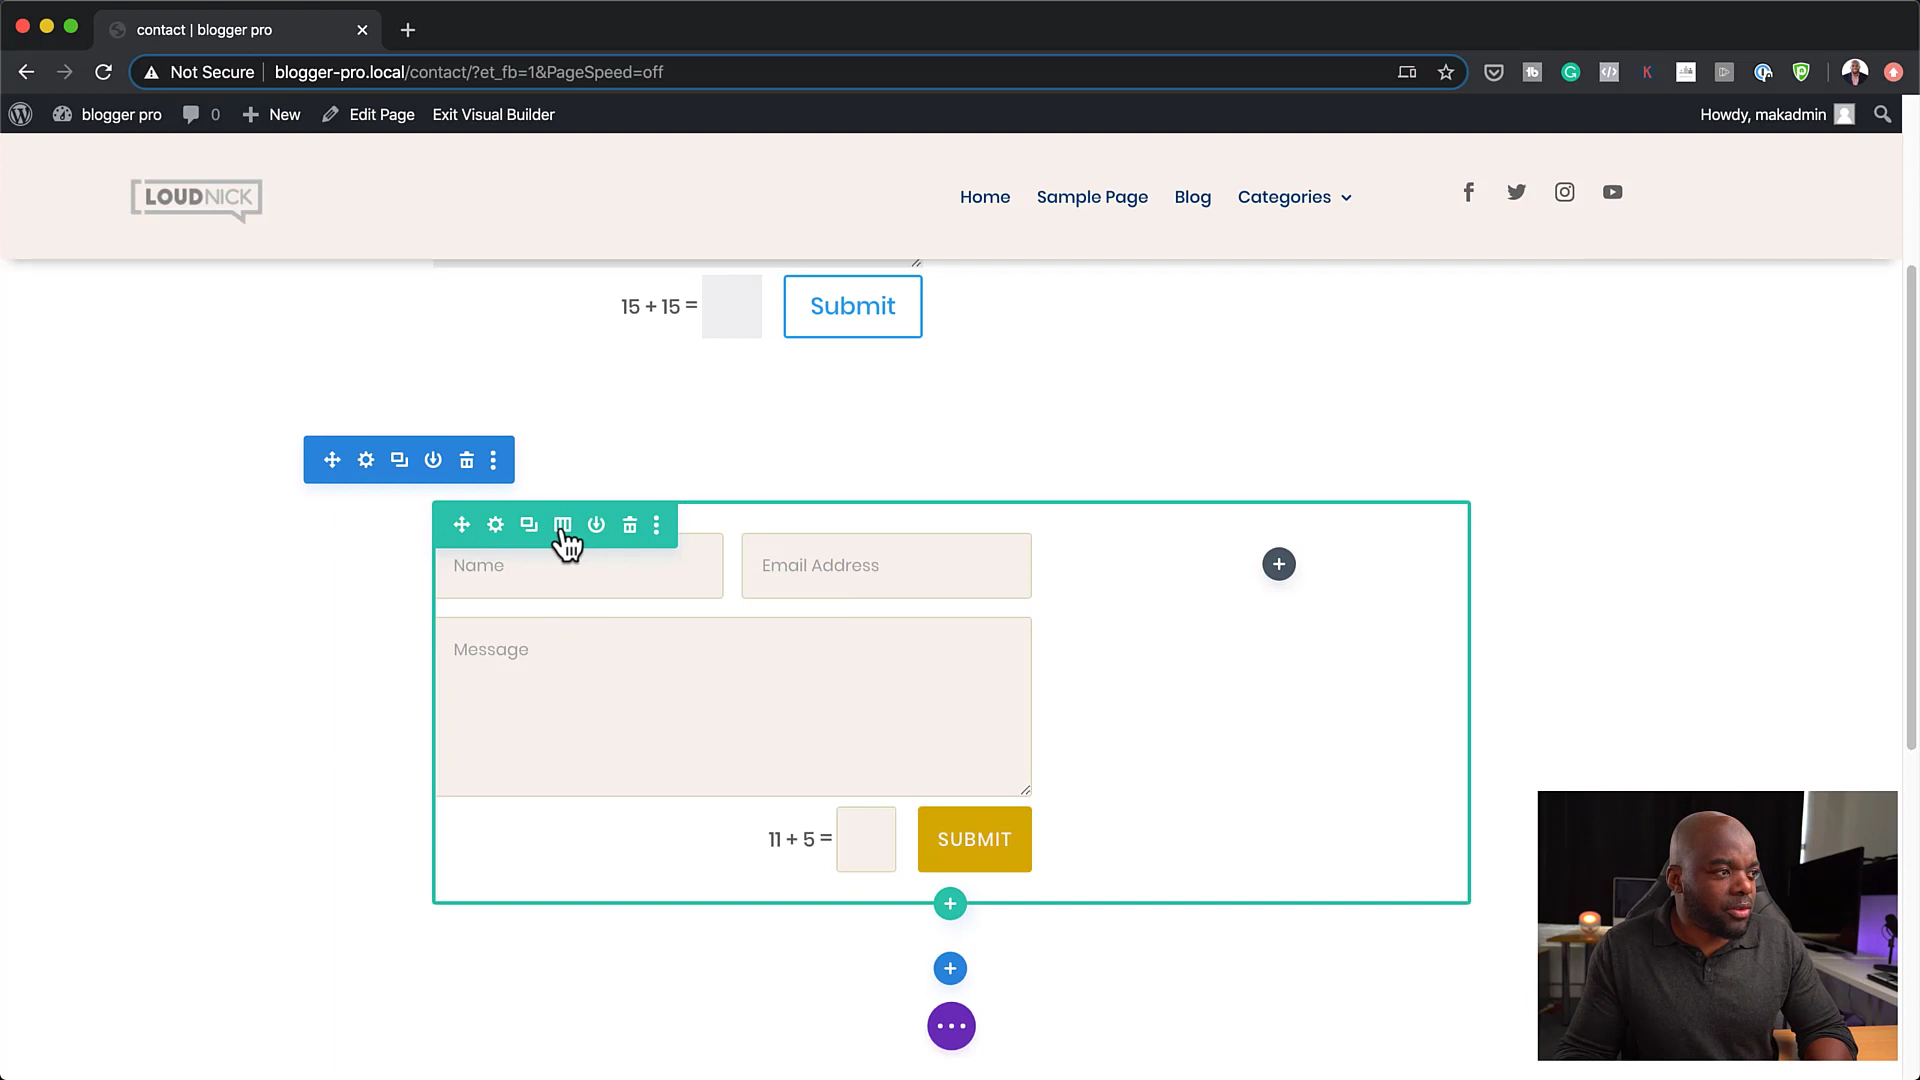 contact | blogger pro
Not Secure | blogger-pro.local/contact/?et_fb=1&PageSpeed=off
blogger pro 0 New Edit Page Exit Visual Builder Howdy, makadmin
LOUDNICK
Home Sample Page Blog Categories
15 + 15 = Submit
Name Email Address
Message
11 + 5 = SUBMIT